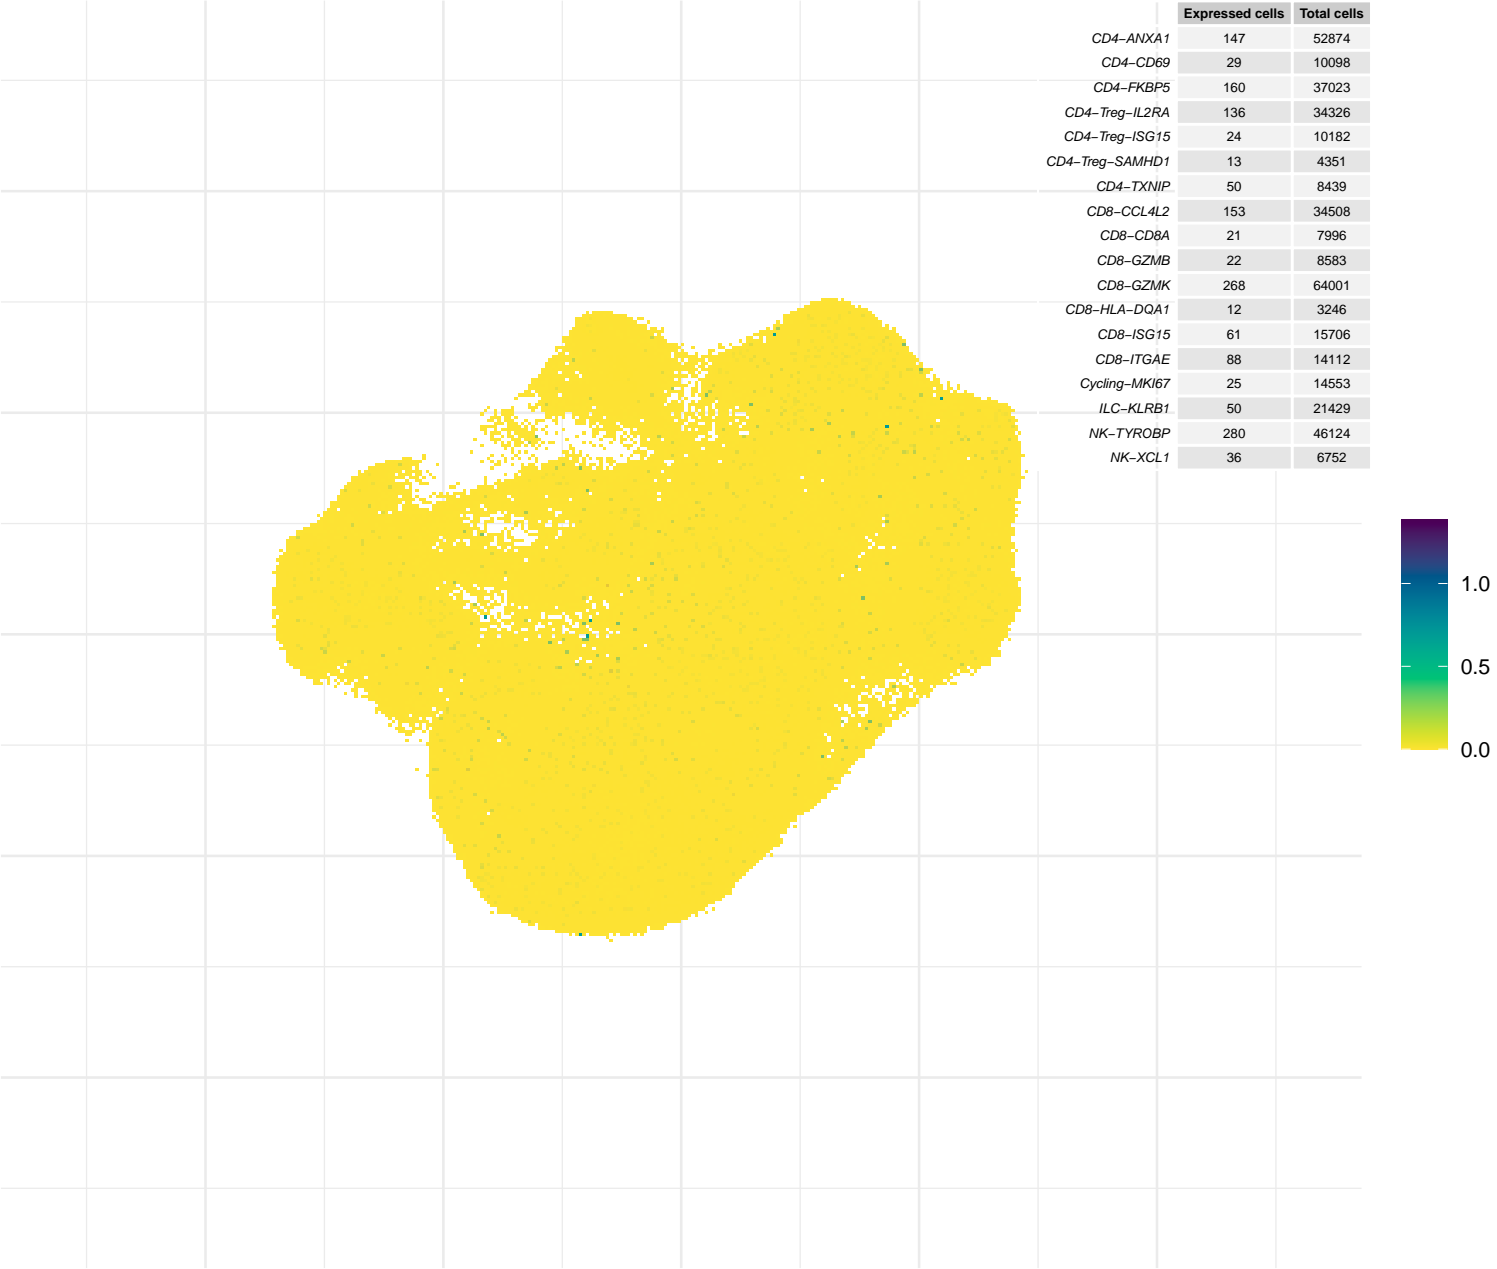 Expressed cells Total cells
CD4−ANXA1 147 52874
CD4−CD69 29 10098
CD4−FKBP5 160 37023
CD4−Treg−IL2RA 136 34326
CD4−Treg−ISG15 24 10182
CD4−Treg−SAMHD1 13 4351
CD4−TXNIP 50 8439
CD8−CCL4L2 153 34508
CD8−CD8A 21 7996
CD8−GZMB 22 8583
CD8−GZMK 268 64001
CD8−HLA−DQA1 12 3246
CD8−ISG15 61 15706
CD8−ITGAE 88 14112
Cycling−MKI67 25 14553
ILC−KLRB1 50 21429
NK−TYROBP 280 46124
NK−XCL1 36 6752
1.0
0.5
0.0